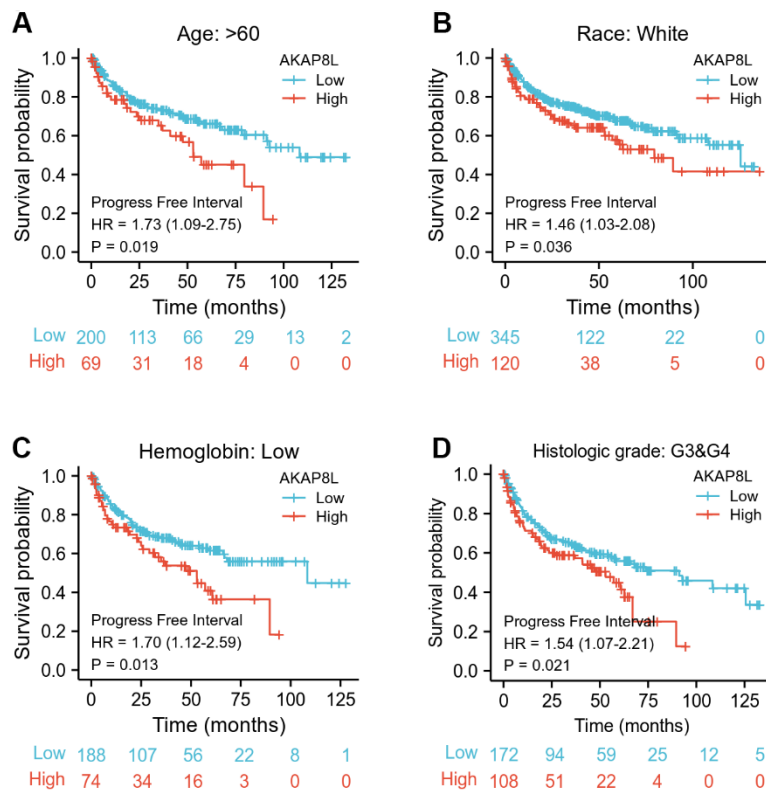 A
Age: >60
AKAP8L
Low
High
Survival probability
1.0
0.8
0.6
0.4
0.2
0.0
Progress Free Interval
HR = 1.73 (1.09-2.75)
P = 0.019
0 25 50 75 100 125
Time (months)
Low 200 113 66 29 13 2
High 69 31 18 4 0 0
B
Race: White
AKAP8L
Low
High
Survival probability
1.0
0.8
0.6
0.4
0.2
0.0
Progress Free Interval
HR = 1.46 (1.03-2.08)
P = 0.036
0 50 100
Time (months)
Low 345 122 22 0
High 120 38 5 0
C
Hemoglobin: Low
AKAP8L
Low
High
Survival probability
1.0
0.8
0.6
0.4
0.2
0.0
Progress Free Interval
HR = 1.70 (1.12-2.59)
P = 0.013
0 25 50 75 100 125
Time (months)
Low 188 107 56 22 8 1
High 74 34 16 3 0 0
D
Histologic grade: G3&G4
AKAP8L
Low
High
Survival probability
1.0
0.8
0.6
0.4
0.2
0.0
Progress Free Interval
HR = 1.54 (1.07-2.21)
P = 0.021
0 25 50 75 100 125
Time (months)
Low 172 94 59 25 12 5
High 108 51 22 4 0 0